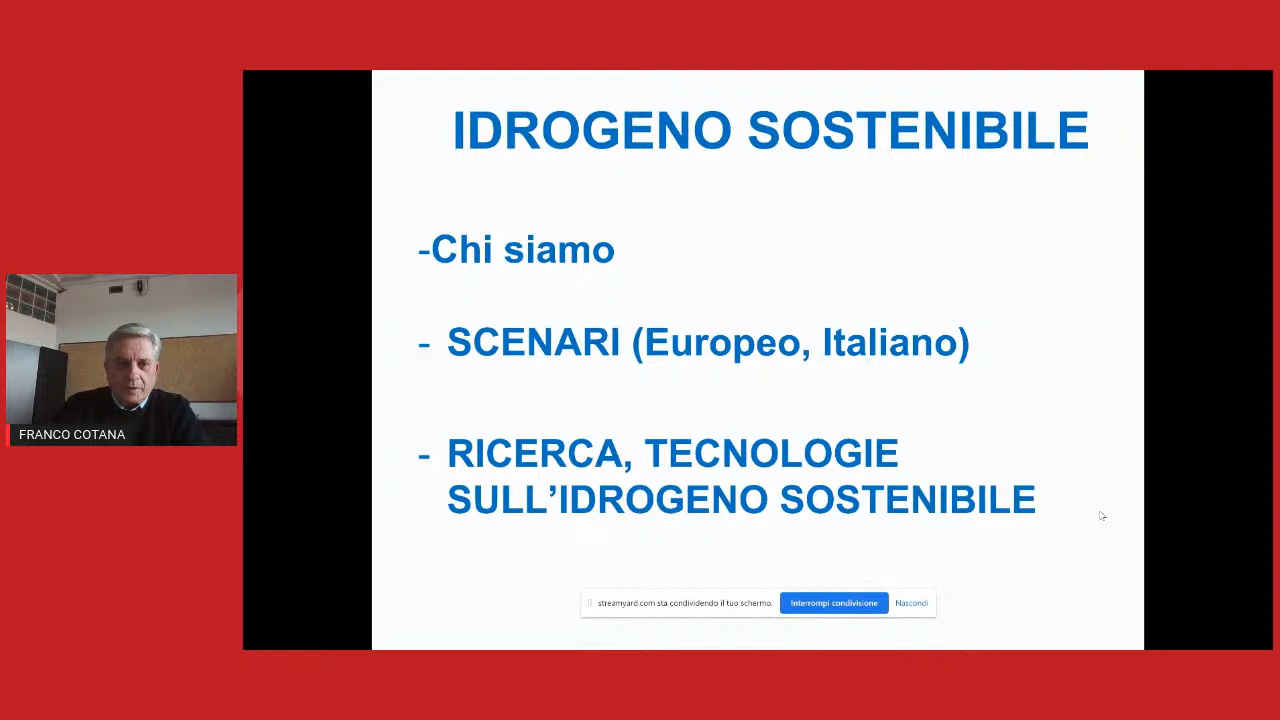 IDROGENO SOSTENIBILE
-Chi siamo
- SCENARI (Europeo, Italiano)
- RICERCA, TECNOLOGIE
SULL’IDROGENO SOSTENIBILE
FRANCO COTANA
streamyard.com sta condividendo il tuo schermo. Interrompi condivisione Nascondi